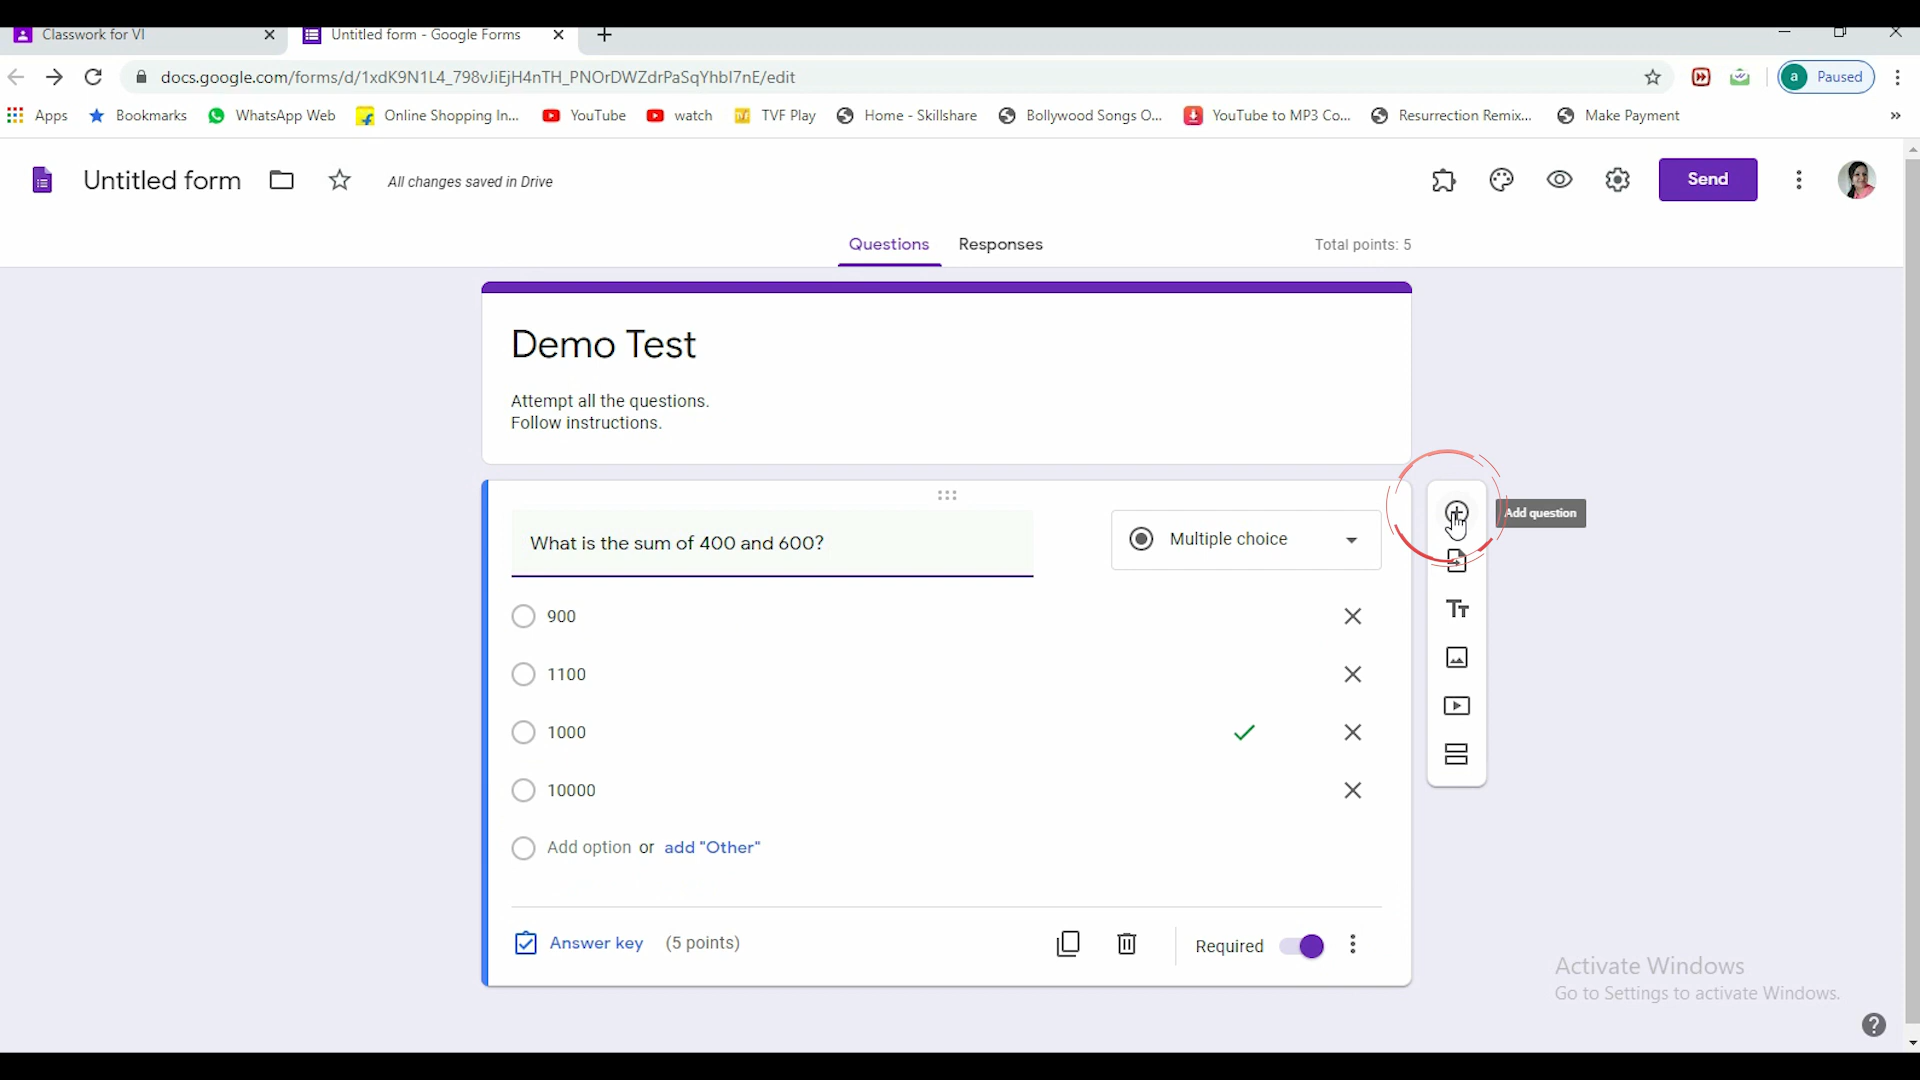 Classwork for VI
Untitled form - Google Forms
docs.google.com/forms/d/1xdK9N1L4_798vJiEjH4nTH_PNOrDWZdrPaSqYhbI7nE/edit
a Paused
Apps Bookmarks WhatsApp Web Online Shopping In... YouTube watch TVF Play Home - Skillshare Bollywood Songs O... YouTube to MP3 Co... Resurrection Remix... Make Payment »
Untitled form
All changes saved in Drive
Send
Questions Responses
Total points: 5
Demo Test
Attempt all the questions.
Follow instructions.
What is the sum of 400 and 600?
Multiple choice
Add question
900
1100
1000
10000
Add option or add "Other"
Answer key (5 points)
Required
Activate Windows
Go to Settings to activate Windows.